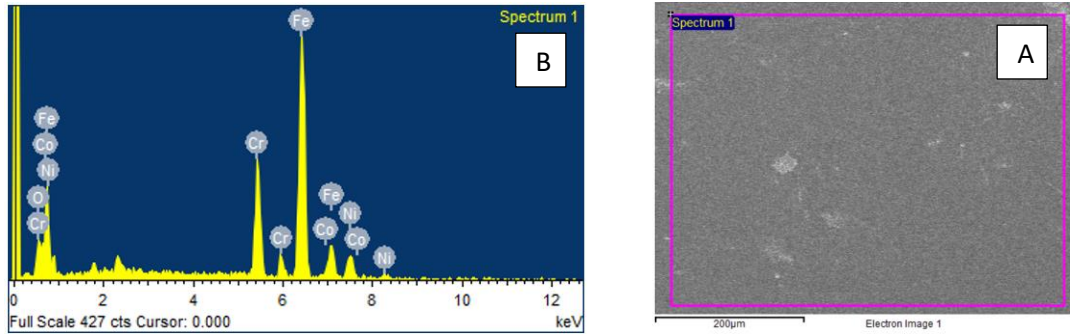 Spectrum 1
B
Fe
Fe
Co
Ni
O
Cr
Cr
Cr
Fe
Co
Ni
Co
Ni
0 2 4 6 8 10 12
Full Scale 427 cts Cursor: 0.000 keV
Spectrum 1
A
200µm Electron Image 1